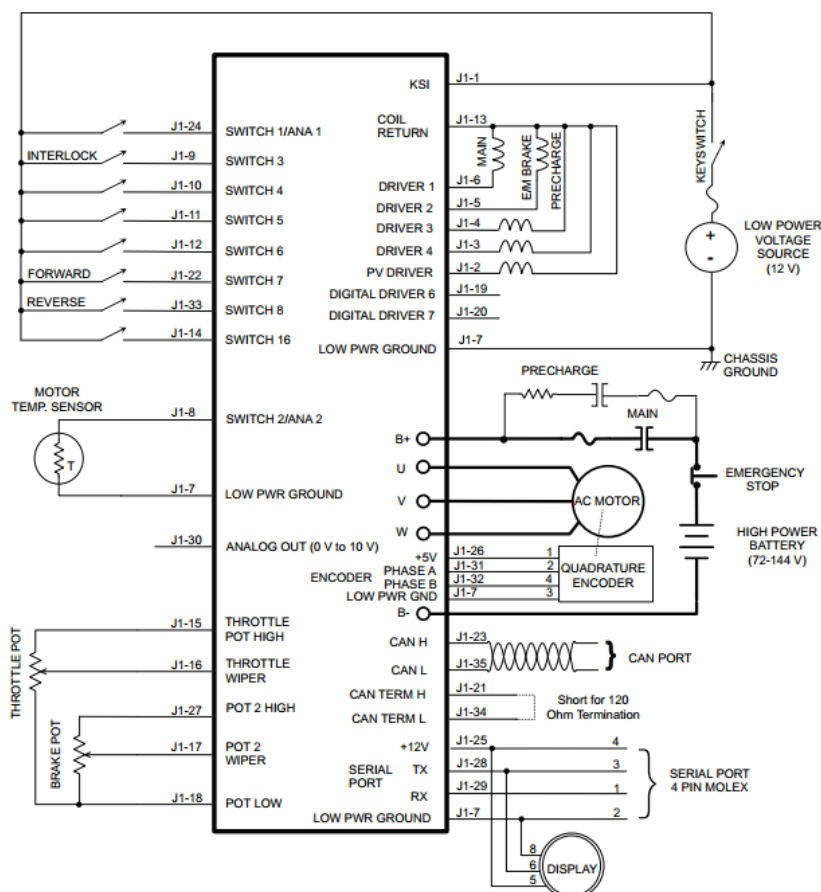 KSI
J1-1
J1-24
SWITCH 1/ANA 1
COIL
RETURN
J1-13
INTERLOCK
J1-9
SWITCH 3
MAIN
E/M BRAKE
PRECHARGE
KEYSWITCH
J1-10
SWITCH 4
DRIVER 1
J1-6
J1-11
SWITCH 5
DRIVER 2
J1-5
J1-12
SWITCH 6
DRIVER 3
J1-4
DRIVER 4
J1-3
LOW POWER
VOLTAGE
SOURCE
(12 V)
+
-
FORWARD
J1-22
SWITCH 7
PV DRIVER
J1-2
REVERSE
J1-33
SWITCH 8
DIGITAL DRIVER 6
J1-19
DIGITAL DRIVER 7
J1-20
J1-14
SWITCH 16
LOW PWR GROUND
J1-7
CHASSIS
GROUND
MOTOR
TEMP. SENSOR
T
J1-8
SWITCH 2/ANA 2
J1-7
LOW PWR GROUND
PRECHARGE
MAIN
B+
U
V
W
AC MOTOR
EMERGENCY
STOP
HIGH POWER
BATTERY
(72-144 V)
J1-30
ANALOG OUT (0 V to 10 V)
ENCODER
+5V
J1-26
1
PHASE A
J1-31
2
PHASE B
J1-32
4
LOW PWR GND
J1-7
3
QUADRATURE
ENCODER
B-
THROTTLE POT
J1-15
THROTTLE
POT HIGH
J1-16
THROTTLE
WIPER
BRAKE POT
J1-27
POT 2 HIGH
J1-17
POT 2
WIPER
J1-18
POT LOW
CAN H
J1-23
CAN L
J1-35
CAN PORT
CAN TERM H
J1-21
CAN TERM L
J1-34
Short for 120
Ohm Termination
SERIAL
PORT
+12V
J1-25
4
TX
J1-28
3
RX
J1-29
1
LOW PWR GROUND
J1-7
2
SERIAL PORT
4 PIN MOLEX
8
6
5
DISPLAY